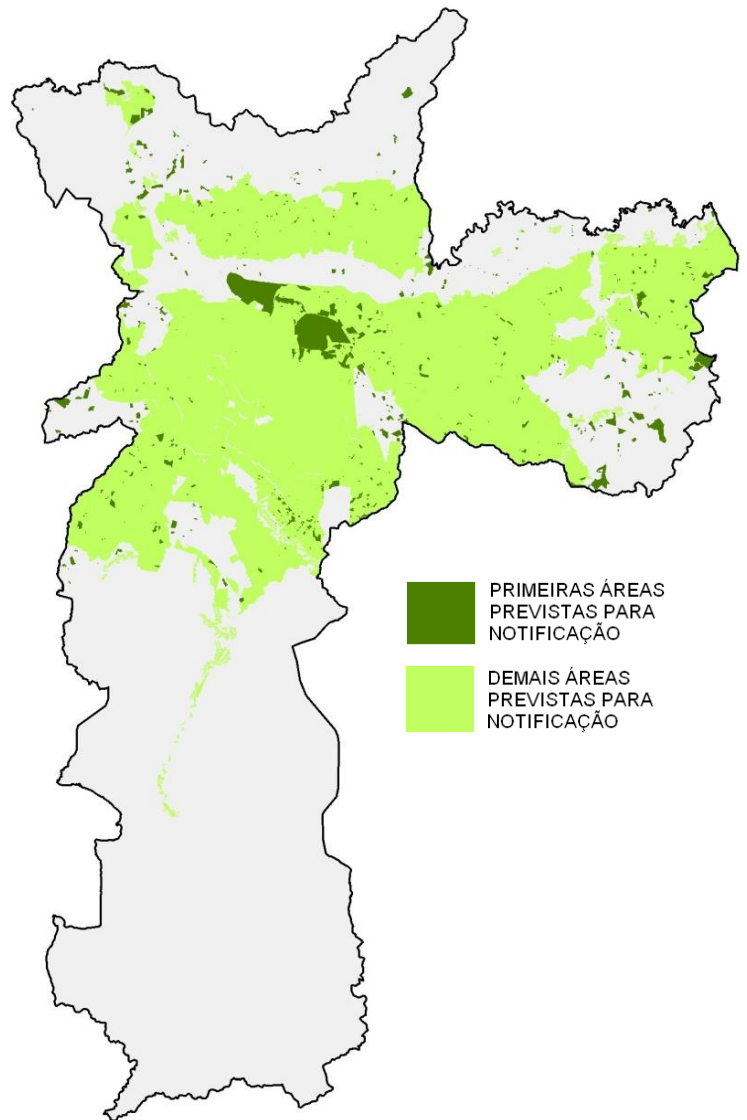 PRIMEIRAS ÁREAS
PREVISTAS PARA
NOTIFICAÇÃO
DEMAIS ÁREAS
PREVISTAS PARA
NOTIFICAÇÃO